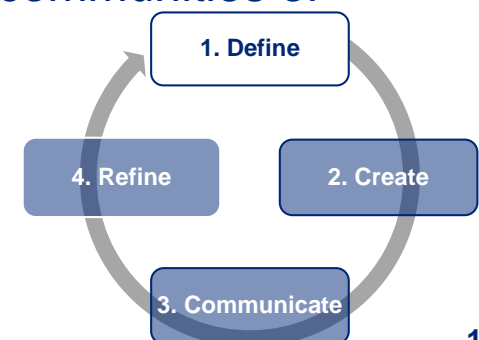 1. Define
4. Refine
2. Create
3. Communicate
1